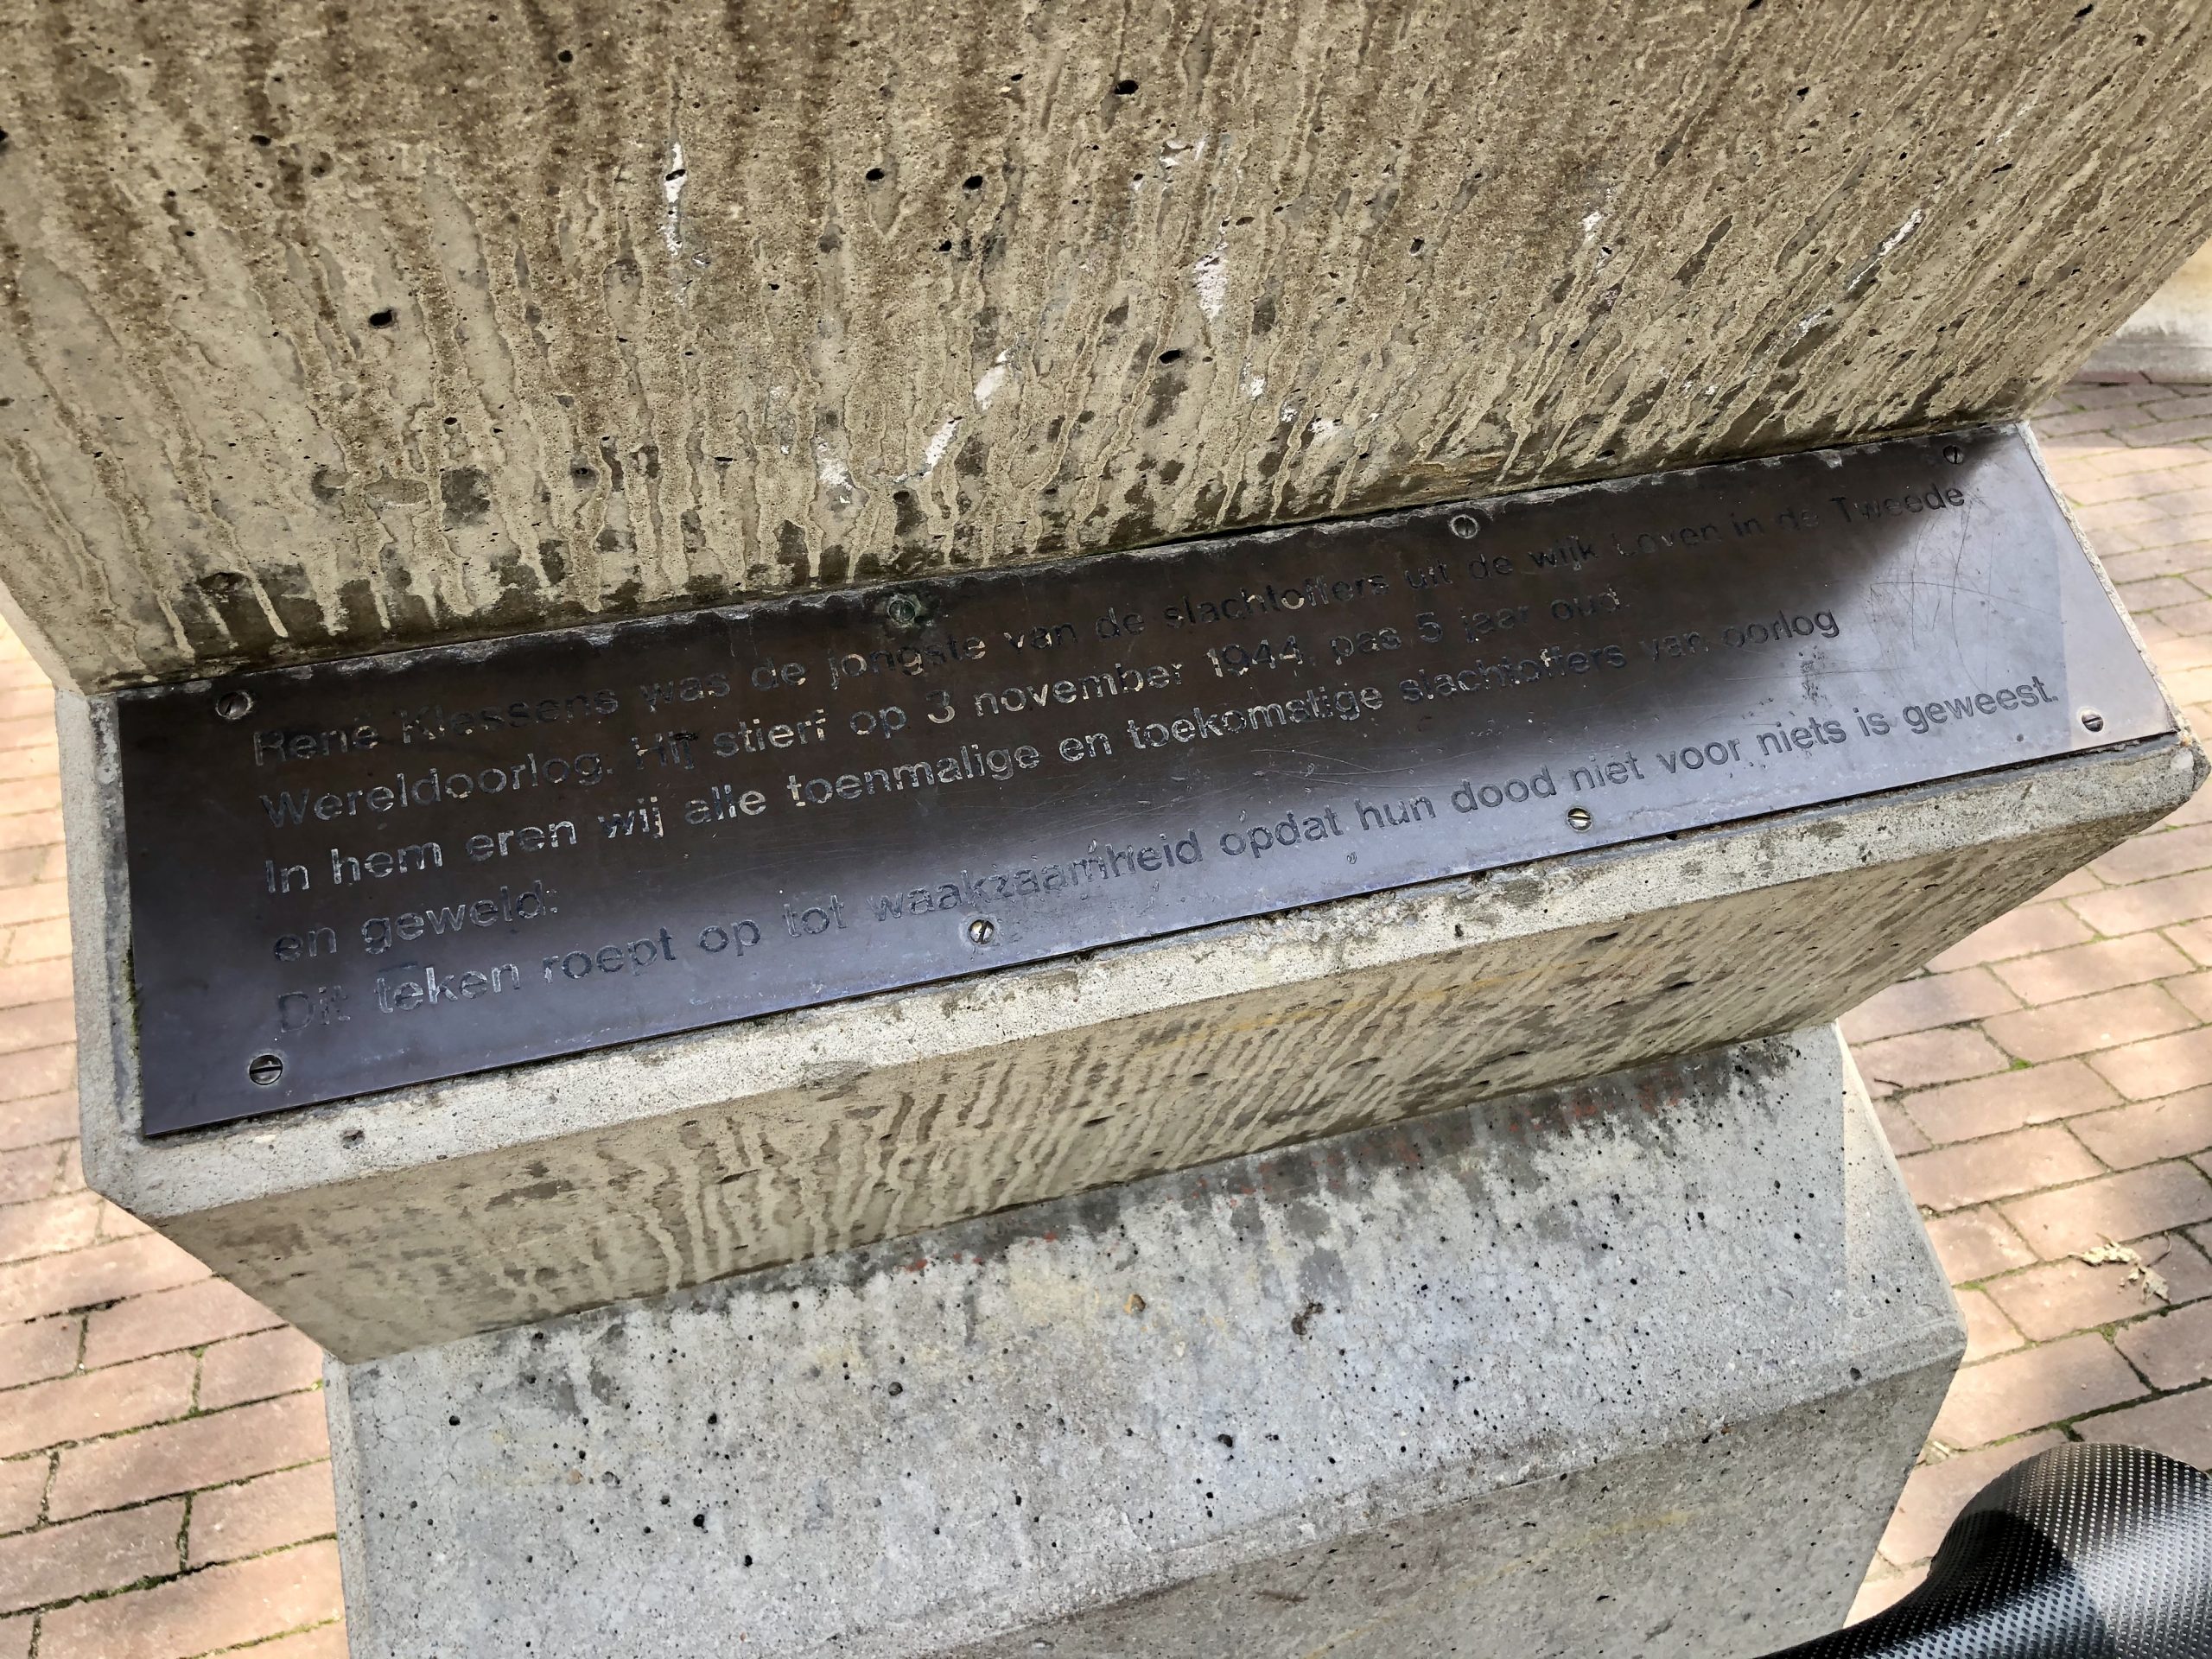 René Klessens was de jongste van de slachtoffers uit de wijk Loven in de Tweede
Wereldoorlog. Hij stierf op 3 november 1944, pas 5 jaar oud.
In hem eren wij alle toenmalige en toekomstige slachtoffers van oorlog
en geweld:
Dit teken roept op tot waakzaamheid opdat hun dood niet voor niets is geweest.